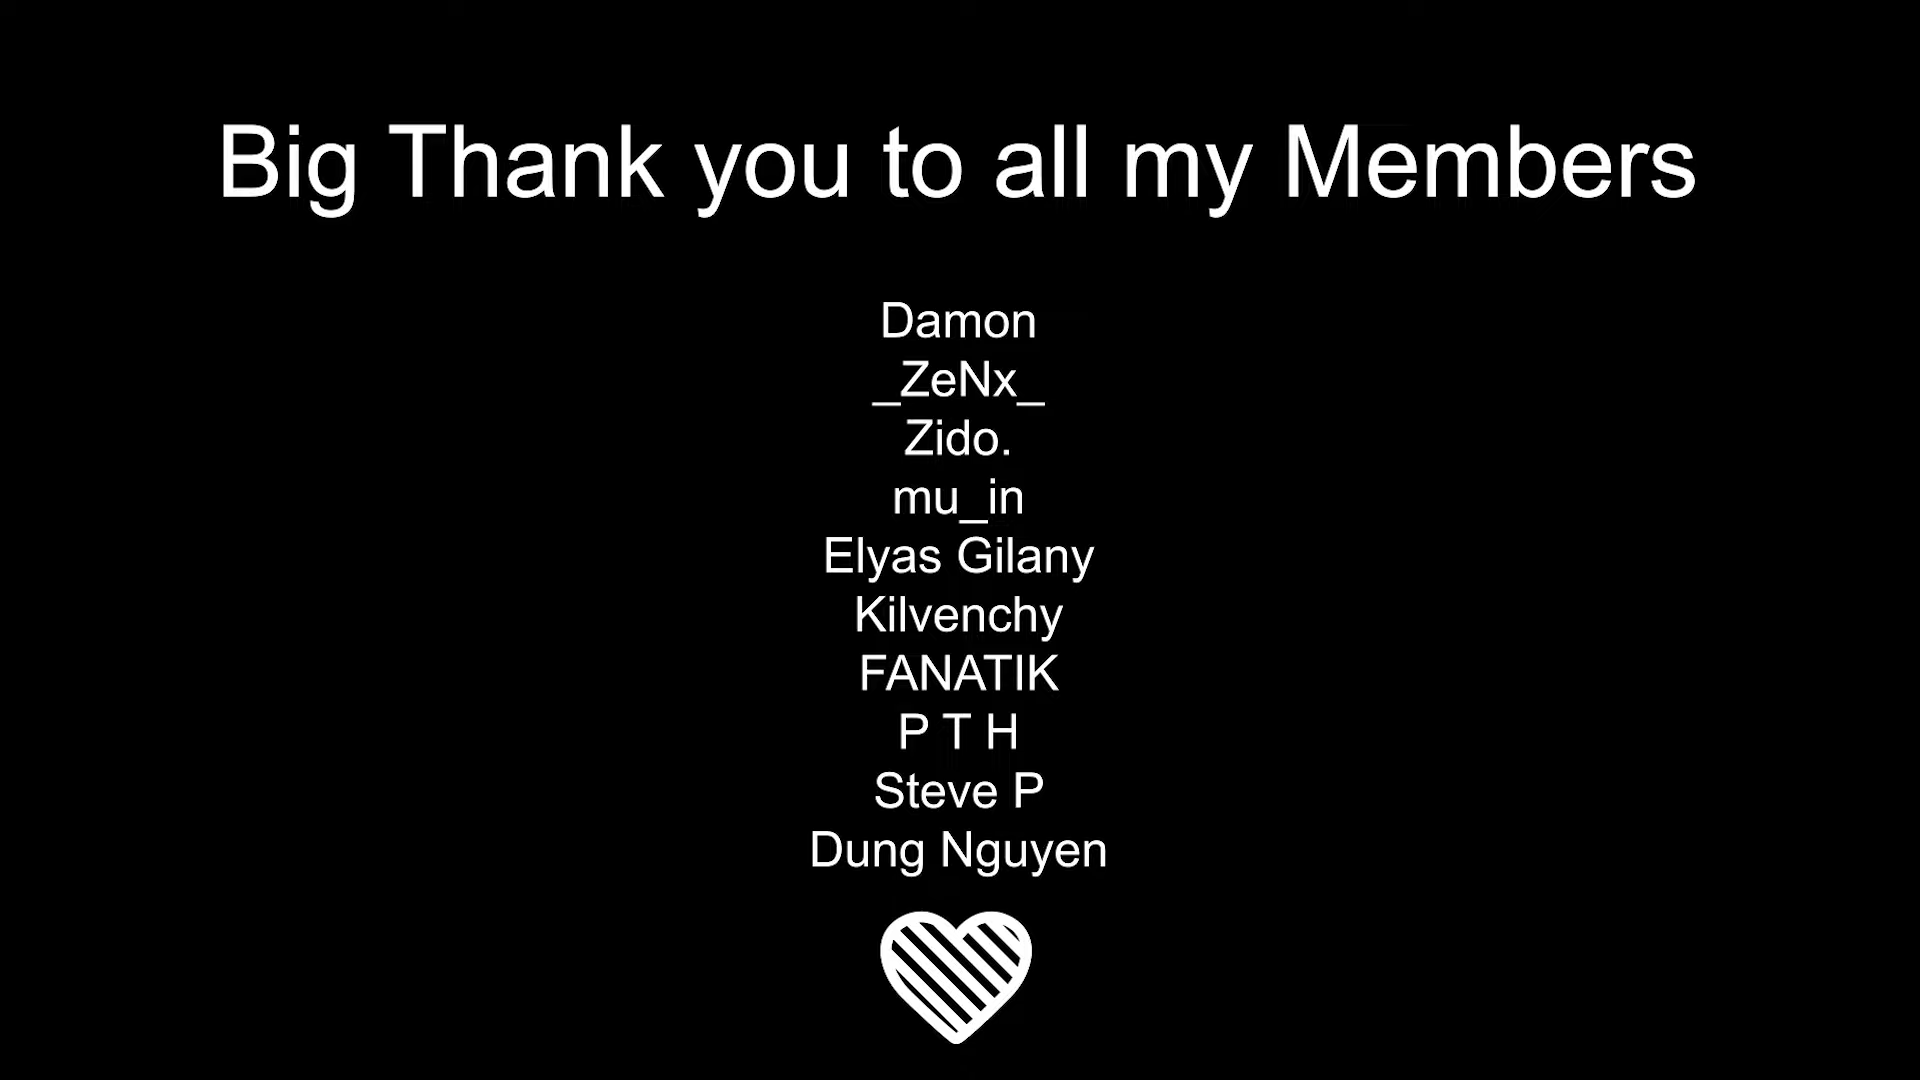 Big Thank you to all my Members
Damon
_ZeNx_
Zido.
mu_in
Elyas Gilany
Kilvenchy
FANATIK
P T H
Steve P
Dung Nguyen